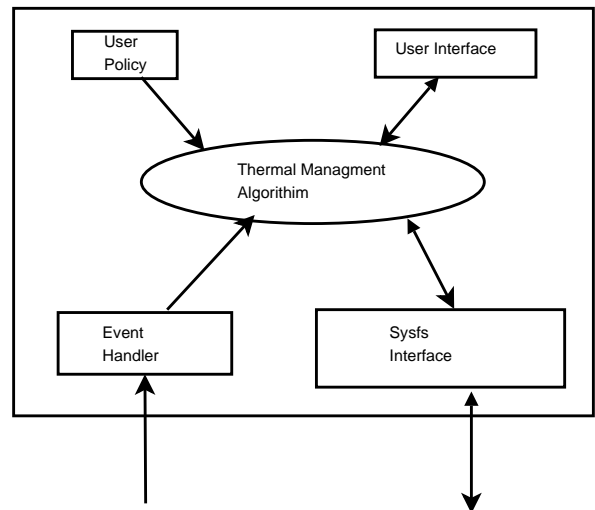 User
Policy
User Interface
Thermal Managment
Algorithim
Event
Handler
Sysfs
Interface